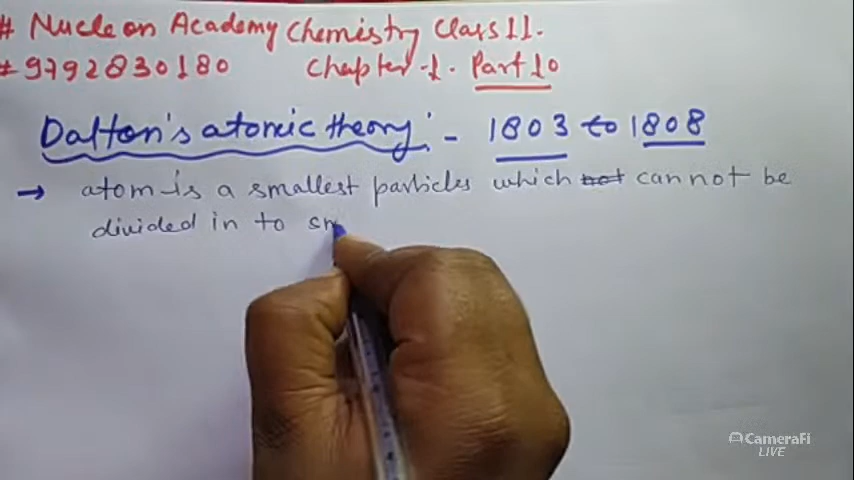 # Nucleon Academy Chemistry Class 11.
# 9792830180 Chapter-1. Part 10
Dalton's atomic theory:- 1803 to 1808
→ atom is a smallest particles which not cannot be
divided in to sm
CameraFi
LIVE